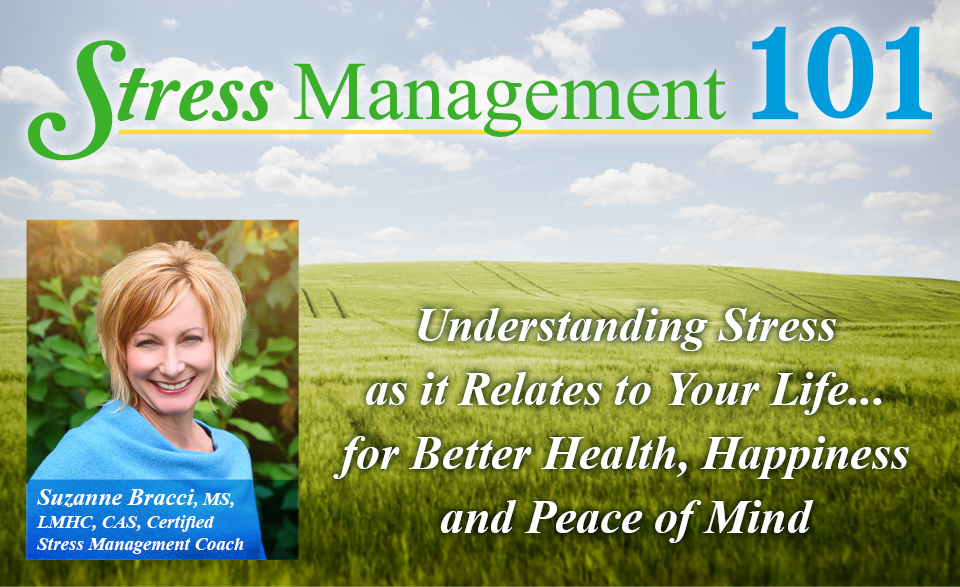 Stress Management 101
Understanding Stress
as it Relates to Your Life...
for Better Health, Happiness
and Peace of Mind
Suzanne Bracci, MS,
LMHC, CAS, Certified
Stress Management Coach